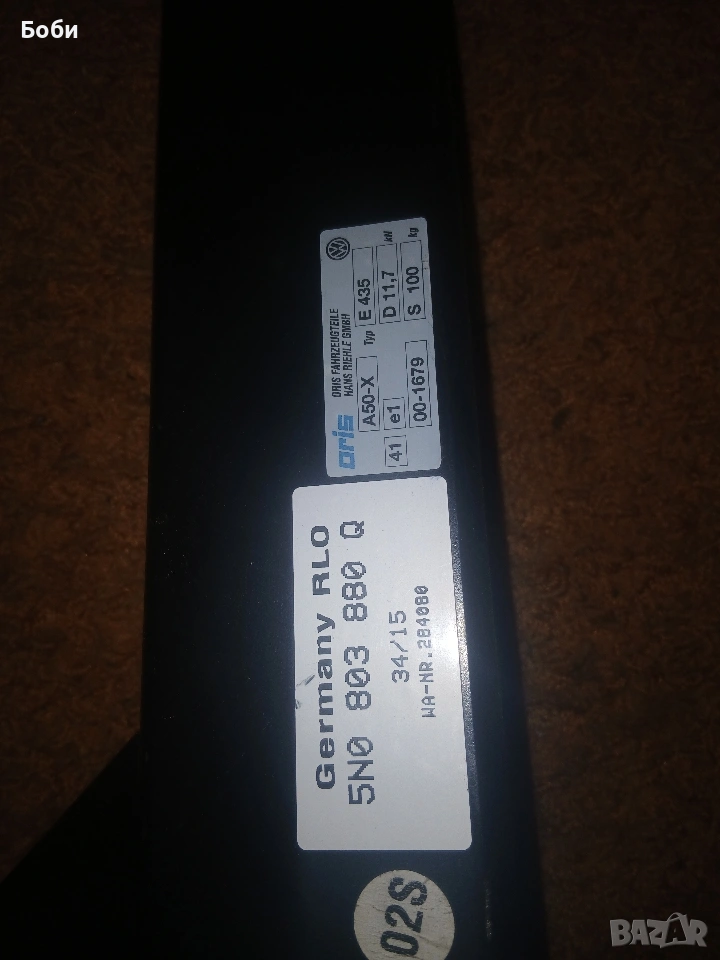 Боби
oris ORIS FAHRZEUGTEILE
HANS RIEHLE GMBH
A50-X Typ E 435
41 e1 D 11,7 kN
00-1679 S 100 kg
Germany RLO
5N0 803 880 Q
34/15
WA-NR.284080
02S
BAZAR